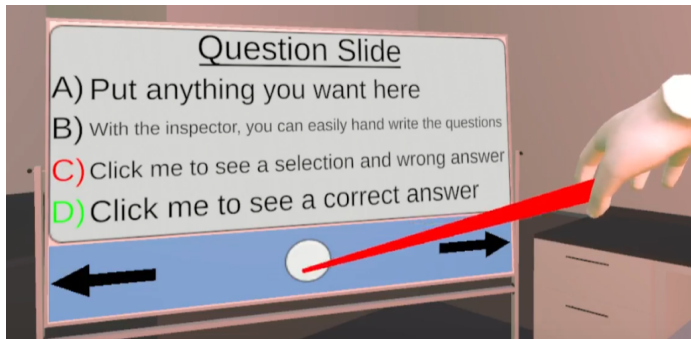 Question Slide
A) Put anything you want here
B) With the inspector, you can easily hand write the questions
C) Click me to see a selection and wrong answer
D) Click me to see a correct answer